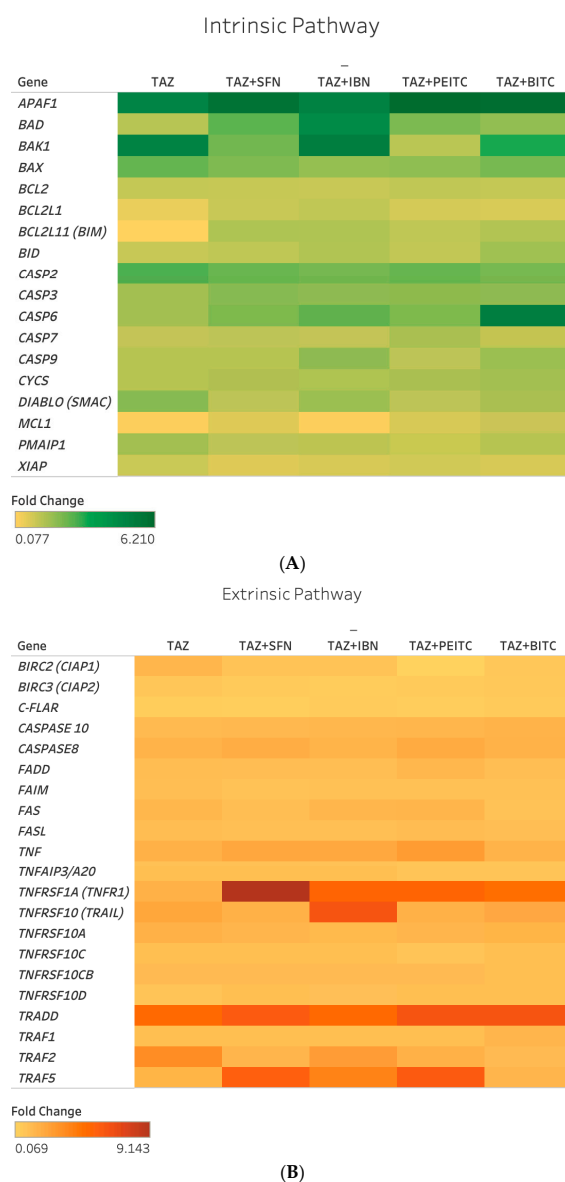 Intrinsic Pathway
–
Gene TAZ TAZ+SFN TAZ+IBN TAZ+PEITC TAZ+BITC
APAF1
BAD
BAK1
BAX
BCL2
BCL2L1
BCL2L11 (BIM)
BID
CASP2
CASP3
CASP6
CASP7
CASP9
CYCS
DIABLO (SMAC)
MCL1
PMAIP1
XIAP
Fold Change
0.077 6.210
(A)
Extrinsic Pathway
–
Gene TAZ TAZ+SFN TAZ+IBN TAZ+PEITC TAZ+BITC
BIRC2 (CIAP1)
BIRC3 (CIAP2)
C-FLAR
CASPASE 10
CASPASE8
FADD
FAIM
FAS
FASL
TNF
TNFAIP3/A20
TNFRSF1A (TNFR1)
TNFRSF10 (TRAIL)
TNFRSF10A
TNFRSF10C
TNFRSF10CB
TNFRSF10D
TRADD
TRAF1
TRAF2
TRAF5
Fold Change
0.069 9.143
(B)